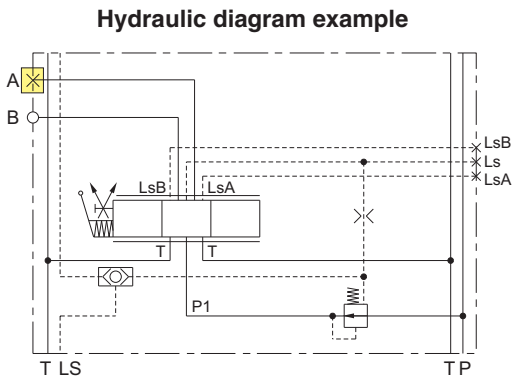 Hydraulic diagram example
A
B
LsB
Ls
LsA
LsB LsA
T T
P1
T LS T P